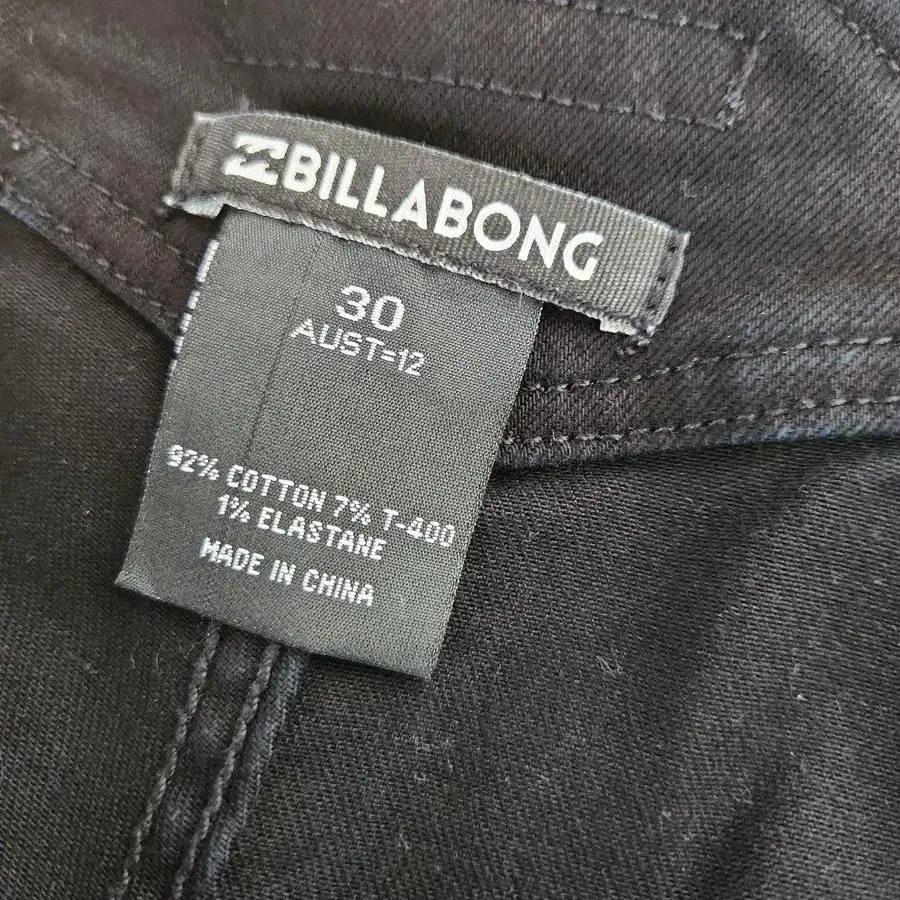 BILLABONG
30
AUST=12
92% COTTON 7% T-400
1% ELASTANE
MADE IN CHINA